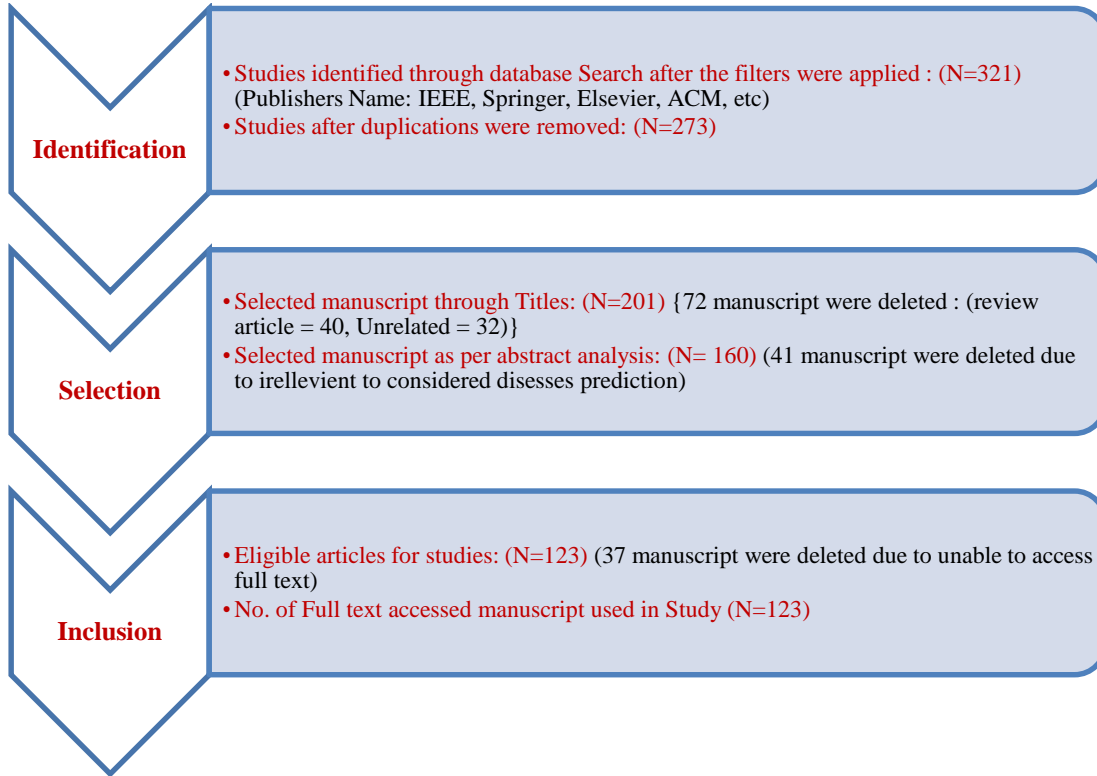 Identification
• Studies identified through database Search after the filters were applied : (N=321)
(Publishers Name: IEEE, Springer, Elsevier, ACM, etc)
• Studies after duplications were removed: (N=273)
Selection
• Selected manuscript through Titles: (N=201) {72 manuscript were deleted : (review
article = 40, Unrelated = 32)}
• Selected manuscript as per abstract analysis: (N= 160) (41 manuscript were deleted due
to irellevient to considered diseases prediction)
Inclusion
• Eligible articles for studies: (N=123) (37 manuscript were deleted due to unable to access
full text)
• No. of Full text accessed manuscript used in Study (N=123)